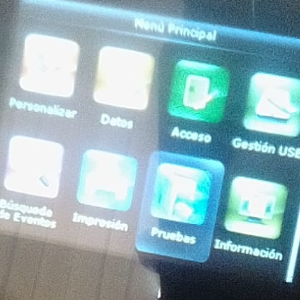 Menú Principal
Personalizar
Datos
Acceso
Gestión USB
Búsqueda
de Eventos
Impresión
Pruebas
Información